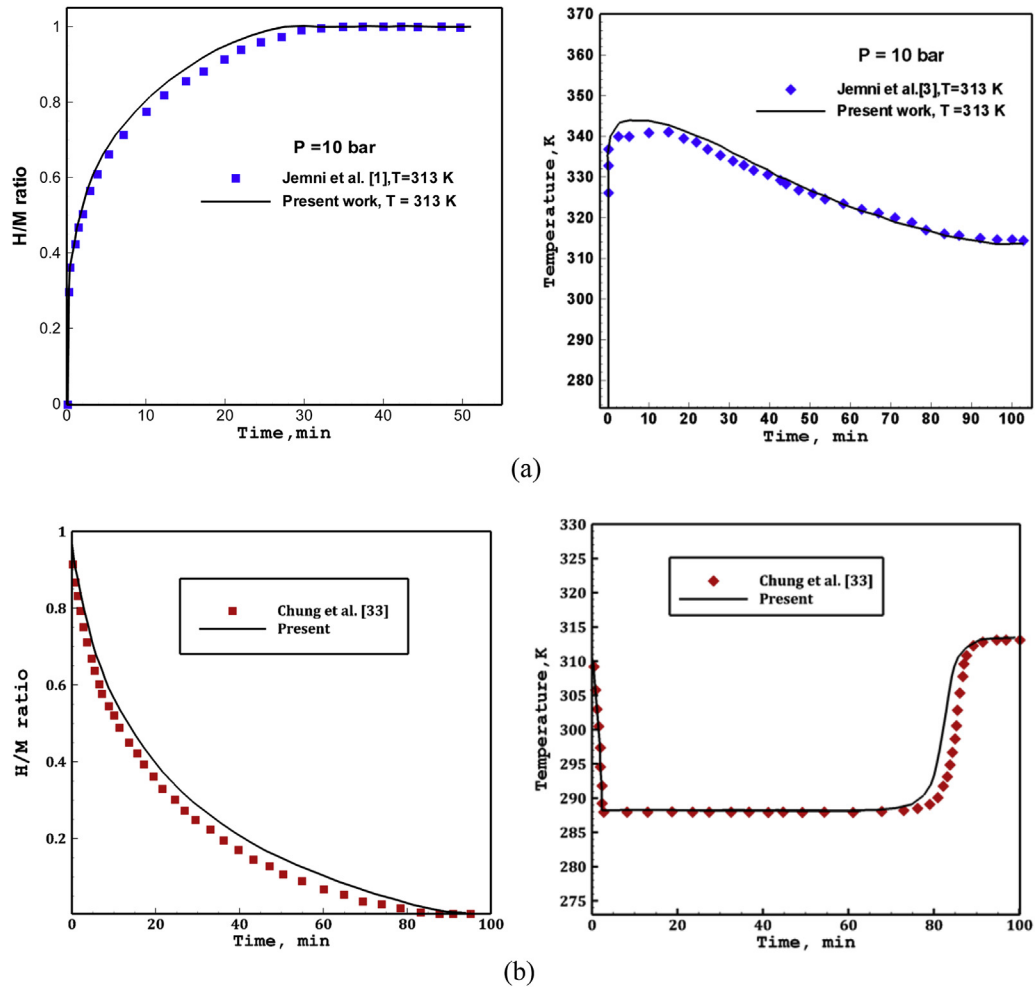 1
0.8
0.6
0.4
0.2
0
H/M ratio
P =10 bar
Jemni et al. [1],T=313 K
Present work, T = 313 K
0 10 20 30 40 50
Time,min
370
360
350
340
330
320
310
300
290
280
Temperature,K
P = 10 bar
Jemni et al.[3],T=313 K
Present work, T =313 K
0 10 20 30 40 50 60 70 80 90 100
Time, min
(a)
1
0.8
0.6
0.4
0.2
H/M ratio
Chung et al. [33]
Present
0 20 40 60 80 100
Time, min
330
325
320
315
310
305
300
295
290
285
280
275
Temperature,K
Chung et al. [33]
Present
0 20 40 60 80 100
Time, min
(b)